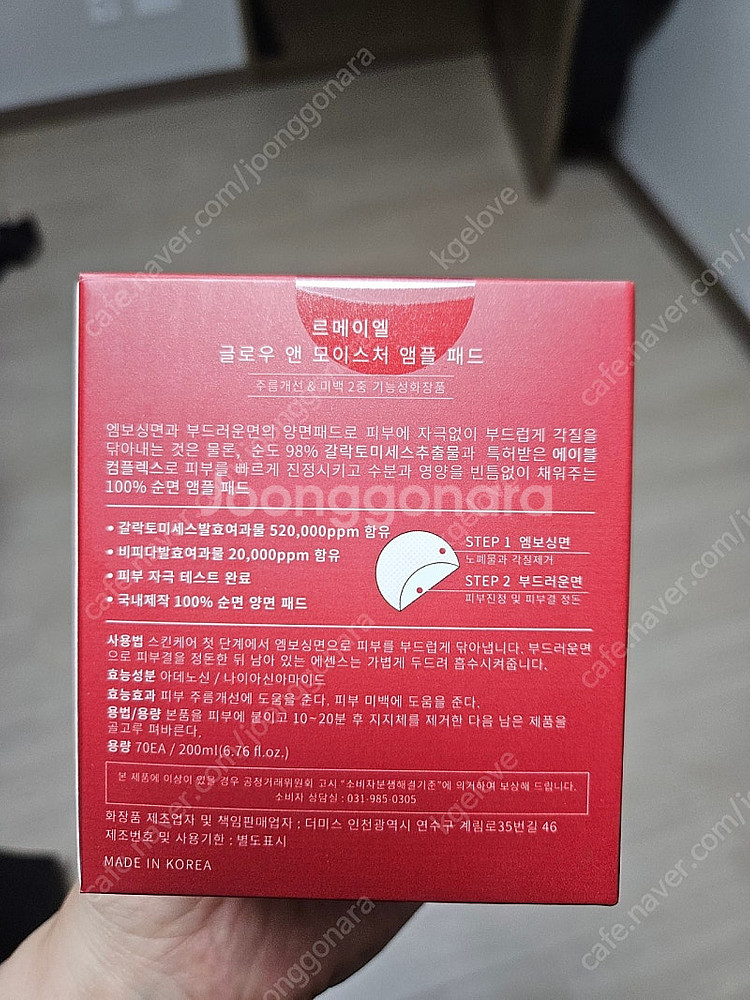 르메이엘
글로우 앤 모이스처 앰플 패드
주름개선 & 미백 2중 기능성화장품
엠보싱면과 부드러운면의 양면패드로 피부에 자극없이 부드럽게 각질을
닦아내는 것은 물론, 순도 98% 갈락토미세스추출물과 특허받은 에이블
컴플렉스로 피부를 빠르게 진정시키고 수분과 영양을 빈틈없이 채워주는
100% 순면 앰플 패드
Joonggonara
• 갈락토미세스발효여과물 520,000ppm 함유
• 비피다발효여과물 20,000ppm 함유
• 피부 자극 테스트 완료
• 국내제작 100% 순면 양면 패드
STEP 1 엠보싱면
노폐물과 각질제거
STEP 2 부드러운면
피부진정 및 피부결 정돈
사용법 스킨케어 첫 단계에서 엠보싱면으로 피부를 부드럽게 닦아냅니다. 부드러운면
으로 피부결을 정돈한 뒤 남아 있는 에센스는 가볍게 두드려 흡수시켜줍니다.
효능성분 아데노신 / 나이아신아마이드
효능효과 피부 주름개선에 도움을 준다. 피부 미백에 도움을 준다.
용법/용량 본품을 피부에 붙이고 10~20분 후 지지체를 제거한 다음 남은 제품을
골고루 펴바른다.
용량 70EA / 200ml(6.76 fl.oz.)
본 제품에 이상이 있을 경우 공정거래위원회 고시 "소비자분쟁해결기준"에 의거하여 보상해 드립니다.
소비자 상담실 : 031-985-0305
화장품 제조업자 및 책임판매업자 : 더미스 인천광역시 연수구 계림로35번길 46
제조번호 및 사용기한 : 별도표시
MADE IN KOREA
cafe.naver.com/joonggonara
kgelove
cafe.naver.com/jo
kgelove
cafe.naver.com/joonggonara
kgelove
cafe.naver.com/joonggonara
cafe.naver.com